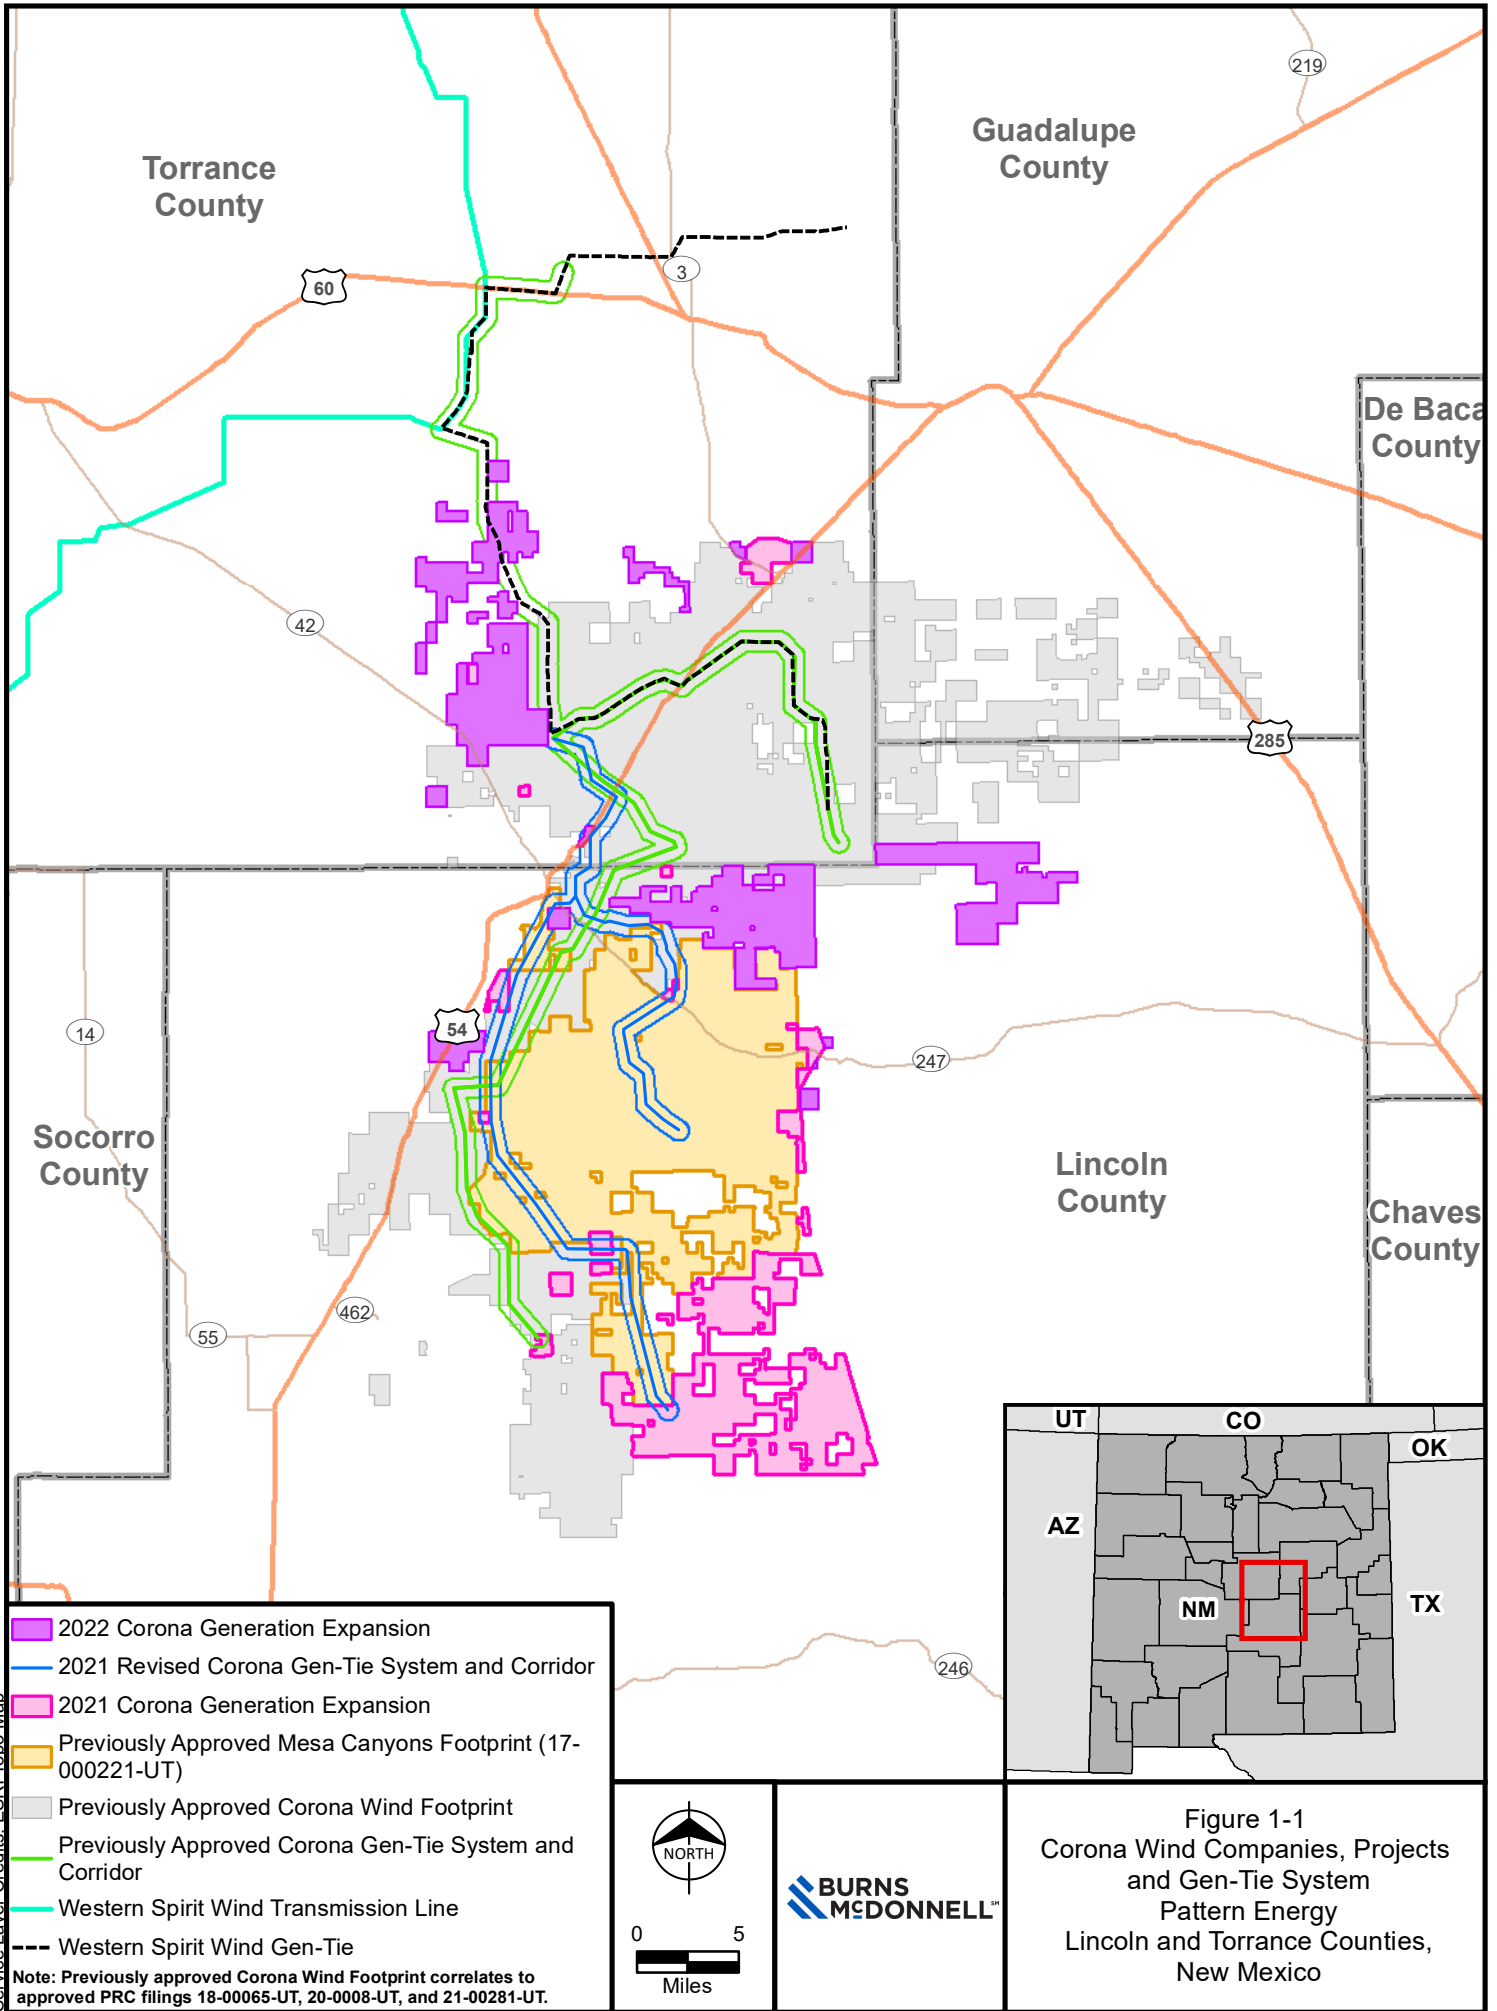 219
Guadalupe
County
Torrance
County
3
60
De Baca
County
42
285
14
54
247
Socorro
County
Lincoln
County
Chaves
County
462
55
UT
CO
OK
AZ
NM
TX
246
2022 Corona Generation Expansion
2021 Revised Corona Gen-Tie System and Corridor
2021 Corona Generation Expansion
Previously Approved Mesa Canyons Footprint (17-
000221-UT)
Previously Approved Corona Wind Footprint
Previously Approved Corona Gen-Tie System and
Corridor
Western Spirit Wind Transmission Line
Western Spirit Wind Gen-Tie
Note: Previously approved Corona Wind Footprint correlates to
approved PRC filings 18-00065-UT, 20-0008-UT, and 21-00281-UT.
NORTH
0 5
Miles
BURNS
McDONNELL SM
Figure 1-1
Corona Wind Companies, Projects
and Gen-Tie System
Pattern Energy
Lincoln and Torrance Counties,
New Mexico